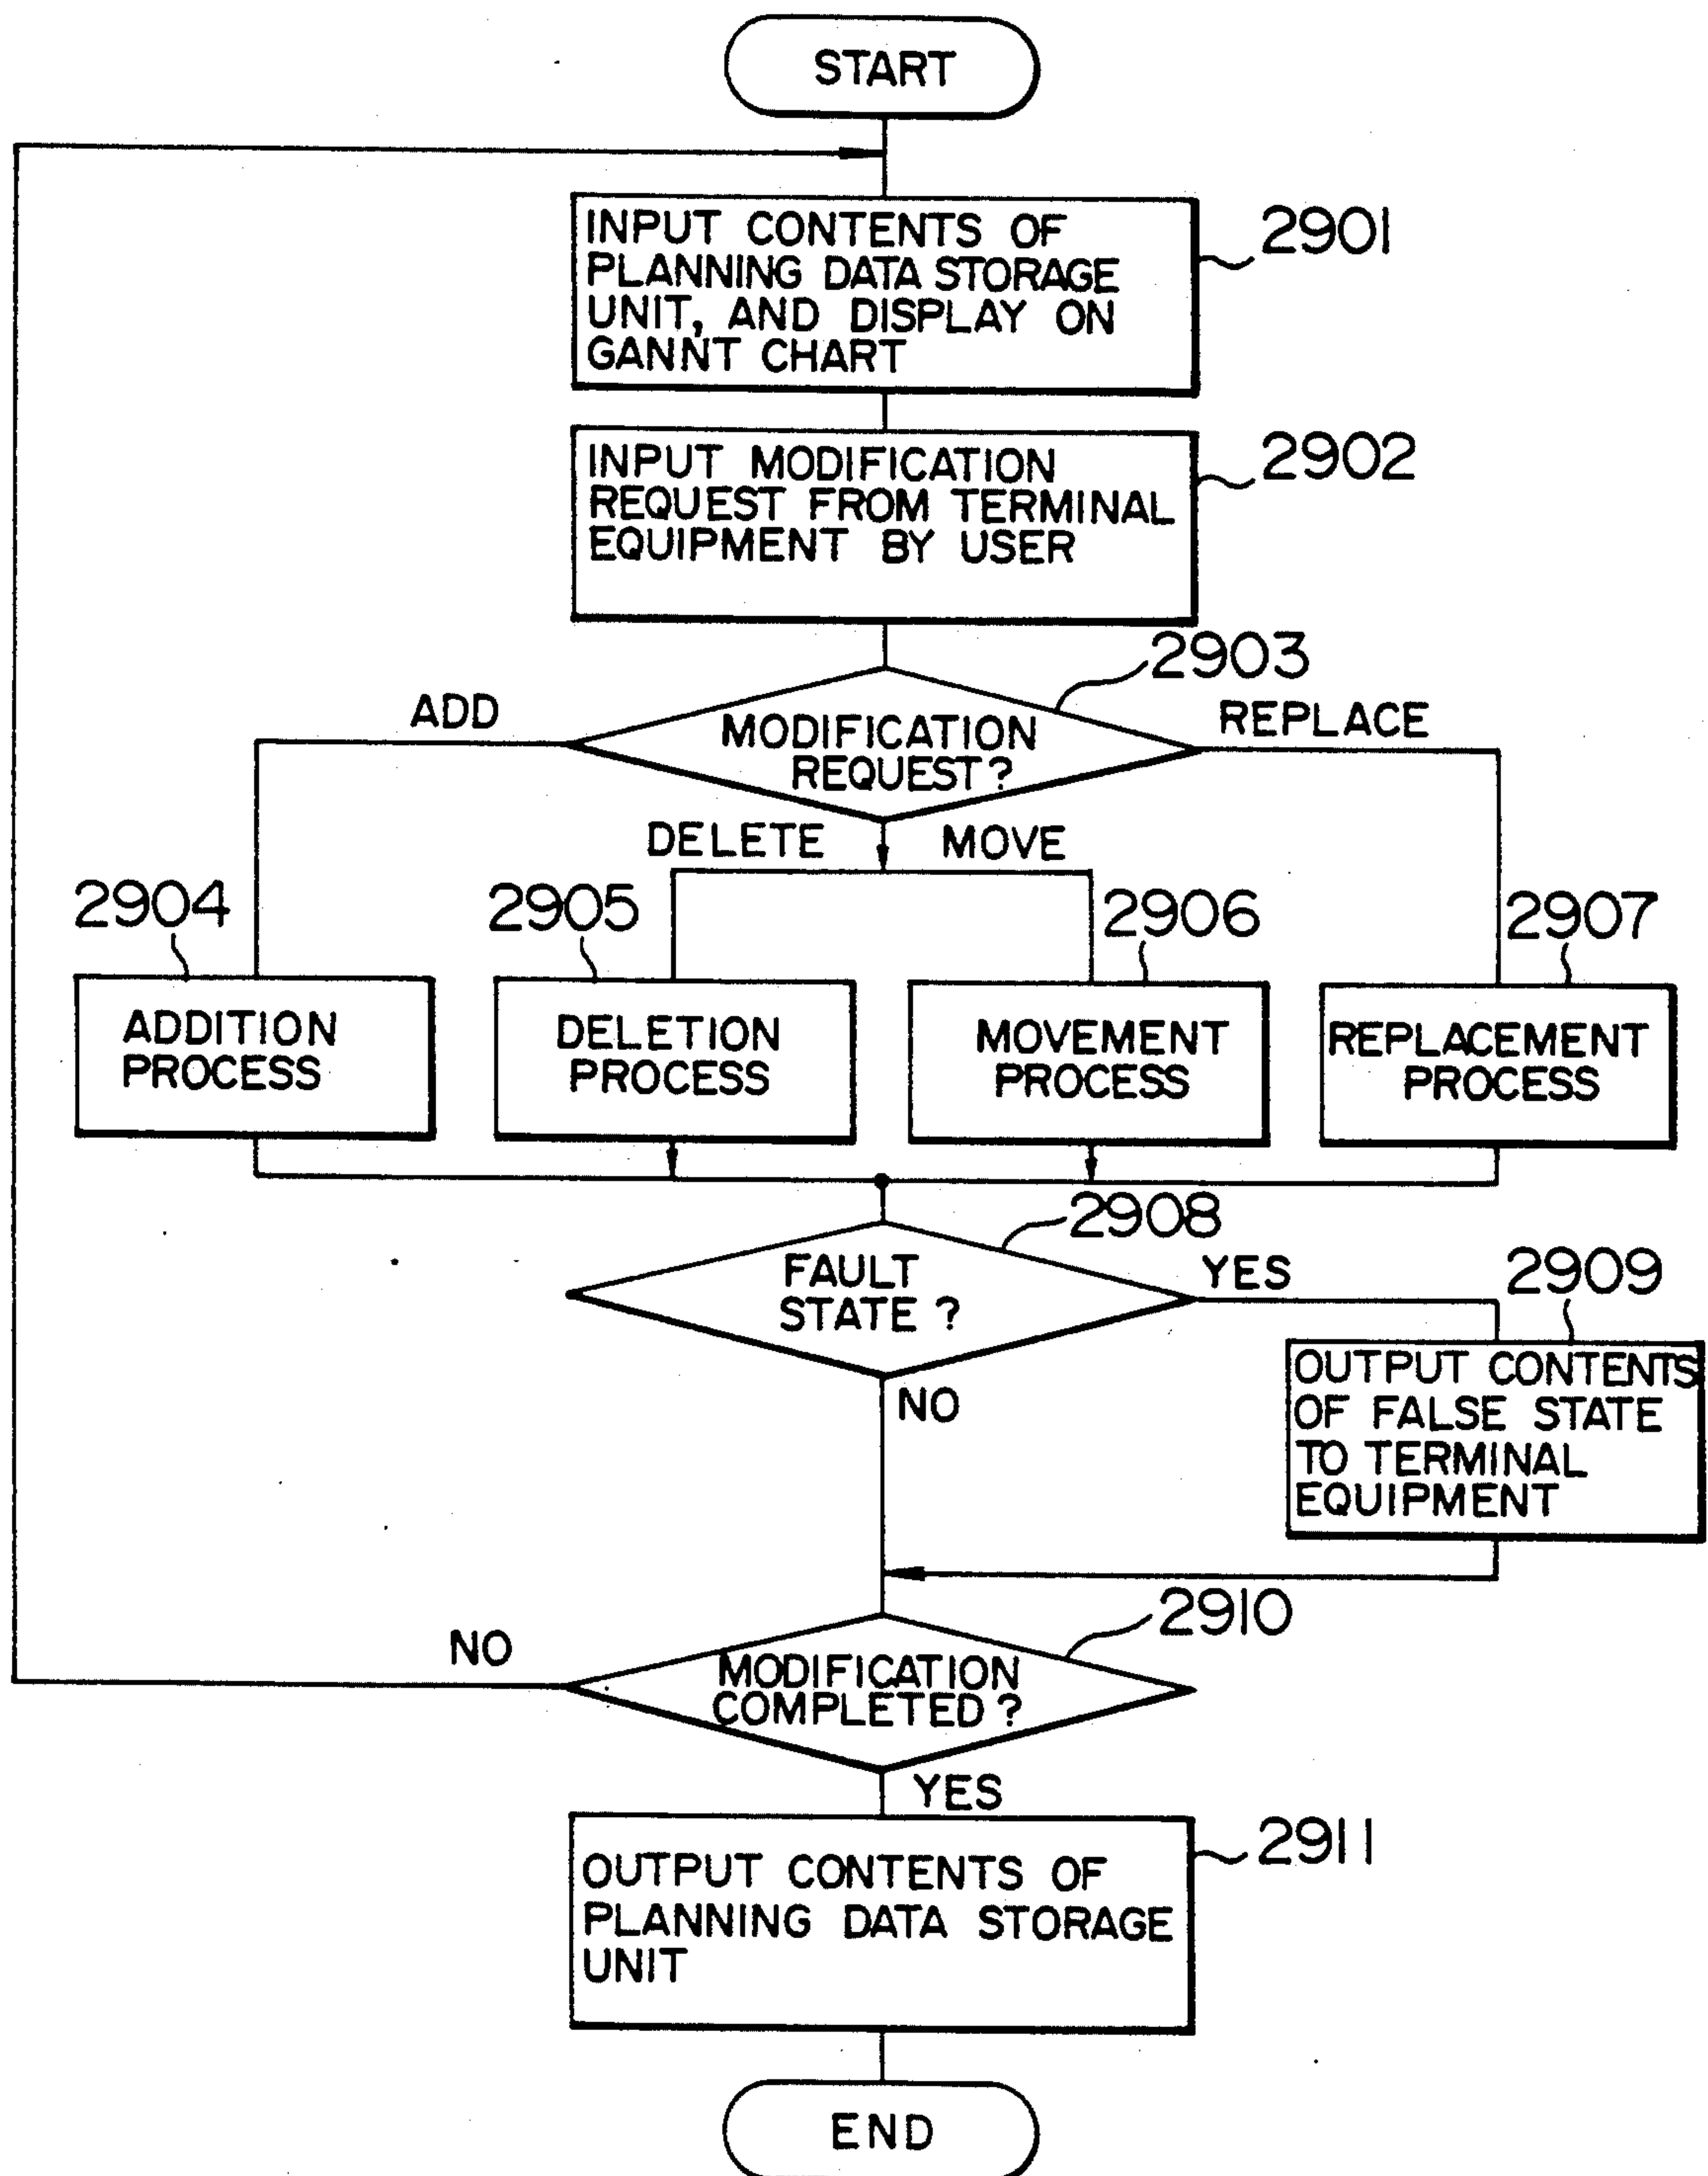 START
INPUT CONTENTS OF
PLANNING DATA STORAGE
UNIT, AND DISPLAY ON
GANNT CHART
2901
INPUT MODIFICATION
REQUEST FROM TERMINAL
EQUIPMENT BY USER
2902
2903
ADD
MODIFICATION
REQUEST?
REPLACE
DELETE
MOVE
2904
2905
2906
2907
ADDITION
PROCESS
DELETION
PROCESS
MOVEMENT
PROCESS
REPLACEMENT
PROCESS
2908
FAULT
STATE ?
YES
2909
NO
OUTPUT CONTENTS
OF FALSE STATE
TO TERMINAL
EQUIPMENT
2910
NO
MODIFICATION
COMPLETED ?
YES
2911
OUTPUT CONTENTS OF
PLANNING DATA STORAGE
UNIT
END